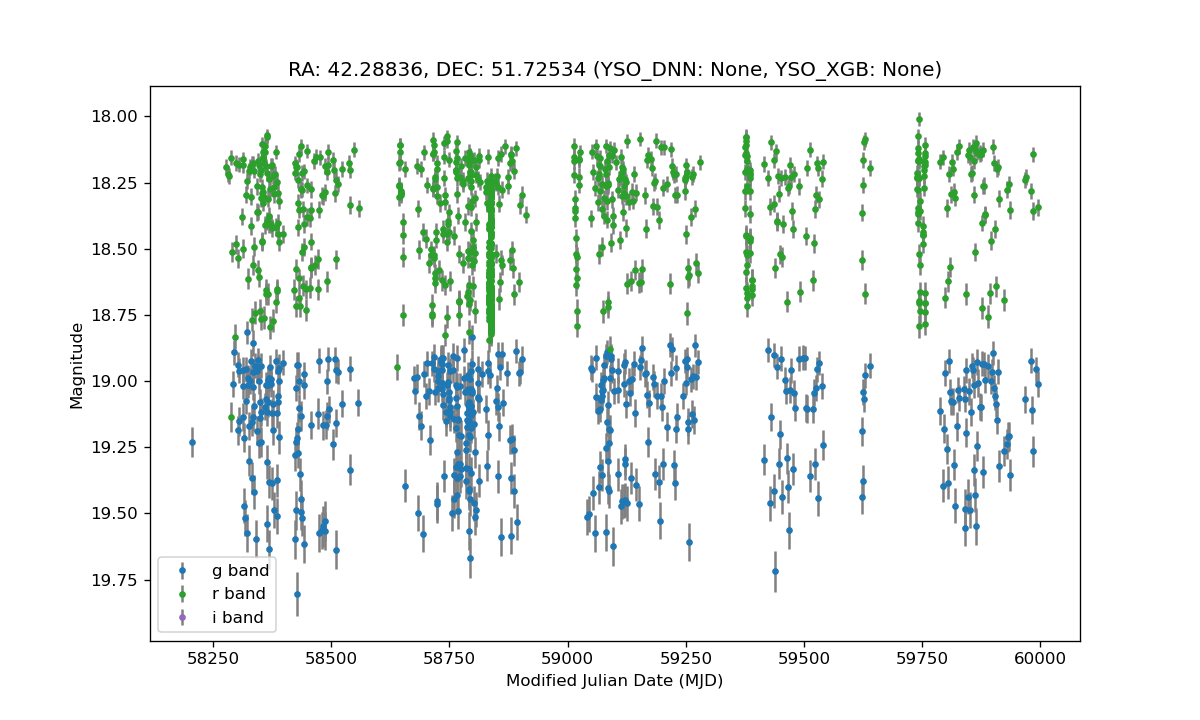 RA: 42.28836, DEC: 51.72534 (YSO_DNN: None, YSO_XGB: None)
Magnitude
18.00
18.25
18.50
18.75
19.00
19.25
19.50
19.75
g band
r band
i band
58250 58500 58750 59000 59250 59500 59750 60000
Modified Julian Date (MJD)